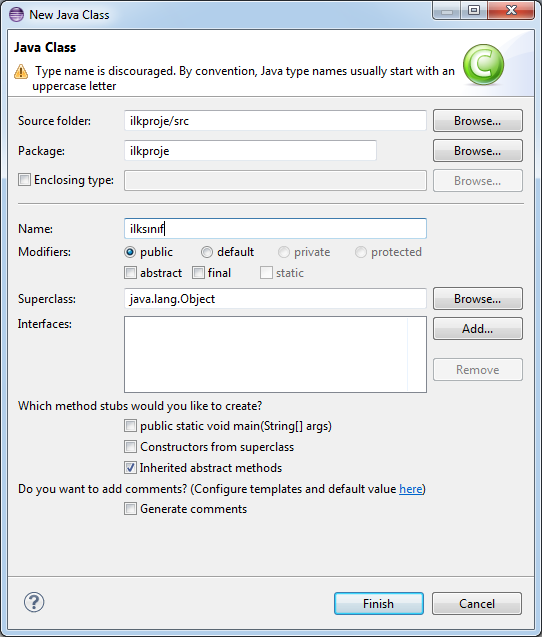 New Java Class
Java Class
Type name is discouraged. By convention, Java type names usually start with an
uppercase letter
Source folder: ilkproje/src Browse...
Package: ilkproje Browse...
Enclosing type: Browse...
Name: ilksınıf
Modifiers: public default private protected
abstract final static
Superclass: java.lang.Object Browse...
Interfaces: Add...
Remove
Which method stubs would you like to create?
public static void main(String[] args)
Constructors from superclass
Inherited abstract methods
Do you want to add comments? (Configure templates and default value here)
Generate comments
Finish Cancel